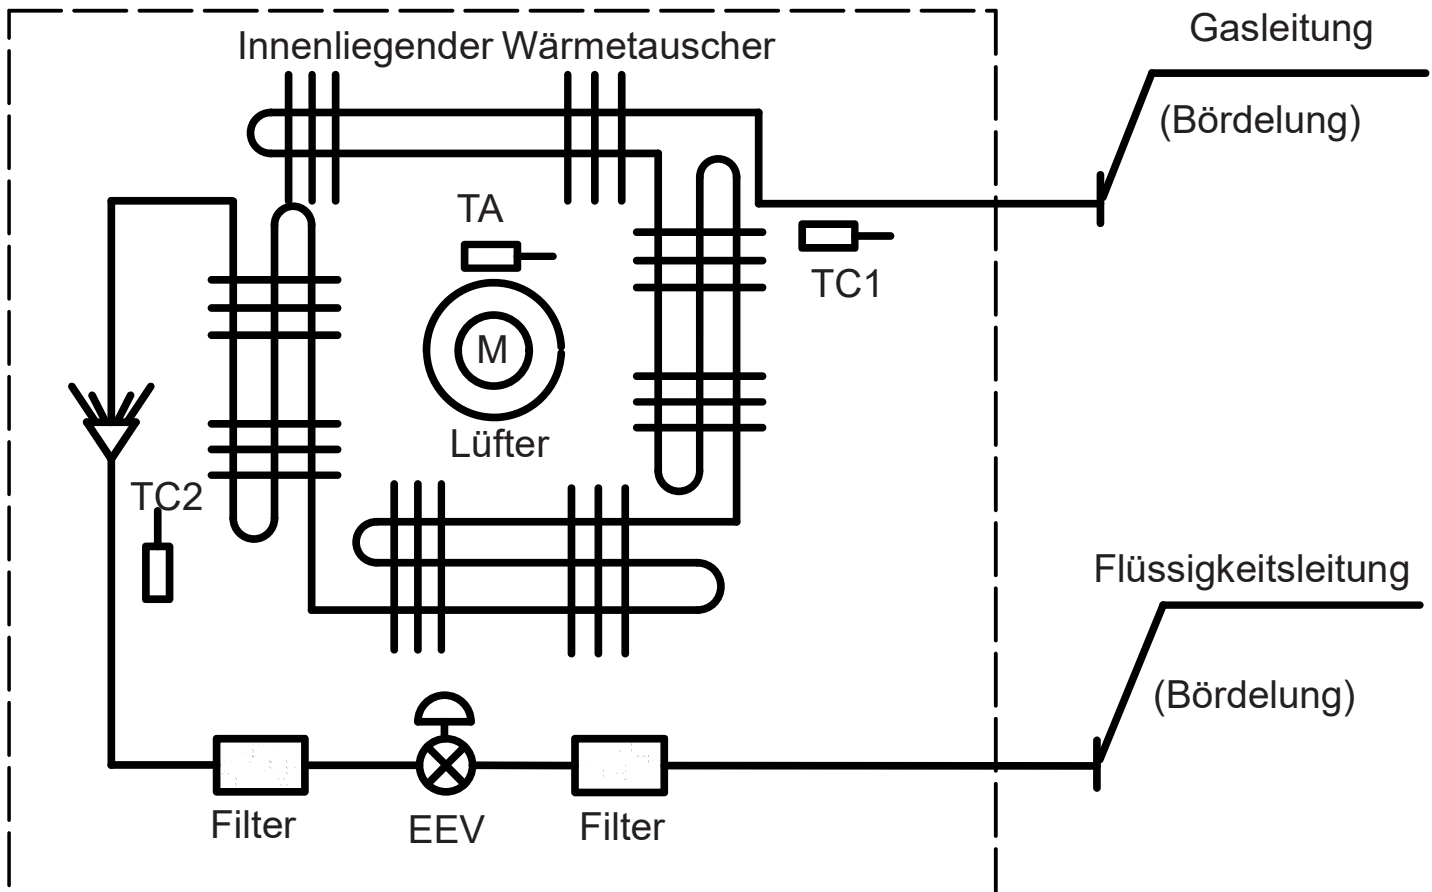 Gasleitung
Innenliegender Wärmetauscher
(Bördelung)
TA
TC1
M
Lüfter
TC2
Flüssigkeitsleitung
(Bördelung)
Filter
EEV
Filter